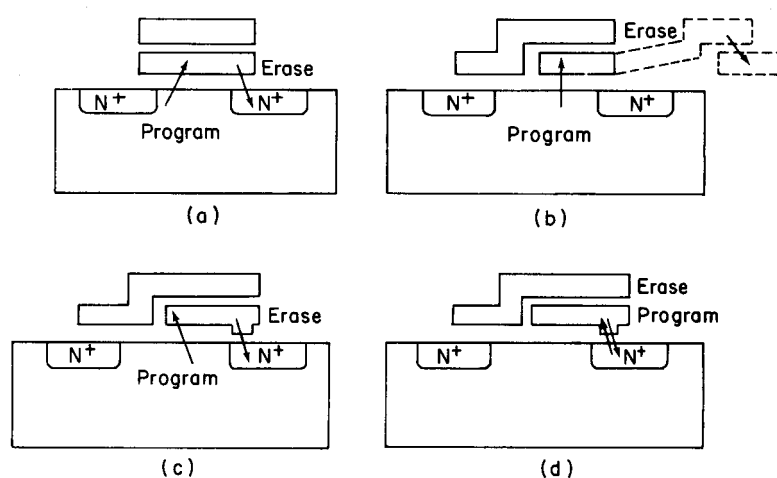 Erase
N+
N+
Program
(a)
Erase
N+
N+
Program
(b)
Erase
N+
N+
Program
(c)
Erase
Program
N+
N+
(d)